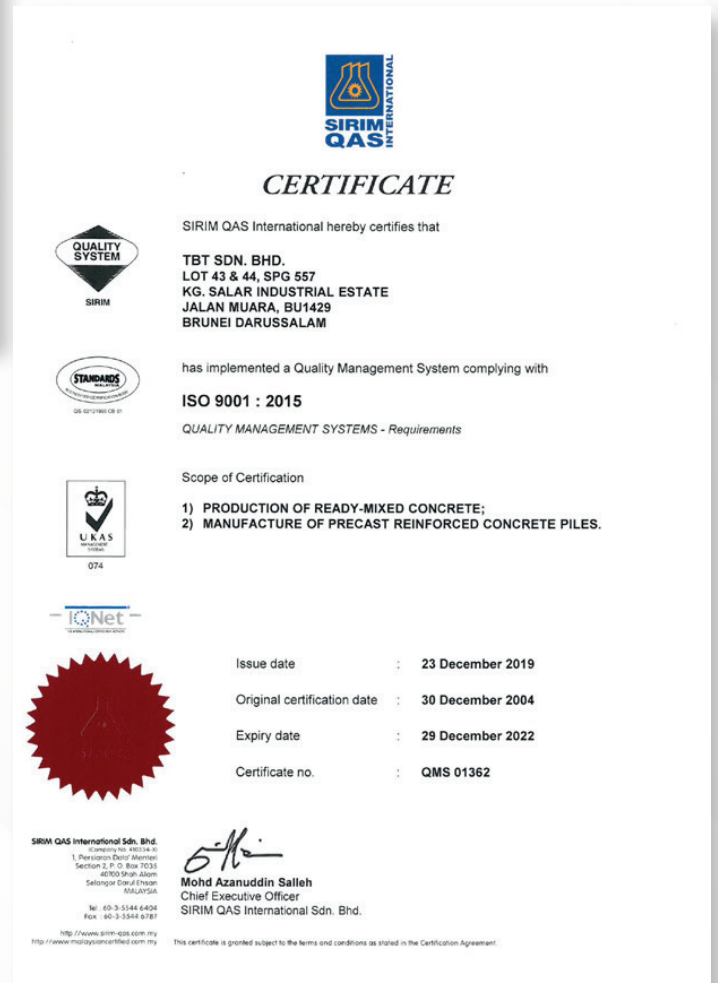 SIRIM
QAS
INTERNATIONAL
CERTIFICATE
SIRIM QAS International hereby certifies that
QUALITY
SYSTEM
SIRIM
TBT SDN. BHD.
LOT 43 & 44, SPG 557
KG. SALAR INDUSTRIAL ESTATE
JALAN MUARA, BU1429
BRUNEI DARUSSALAM
STANDARDS
MALAYSIA
has implemented a Quality Management System complying with
ISO 9001 : 2015
QUALITY MANAGEMENT SYSTEMS - Requirements
Scope of Certification
1) PRODUCTION OF READY-MIXED CONCRETE;
2) MANUFACTURE OF PRECAST REINFORCED CONCRETE PILES.
UKAS
MANAGEMENT
SYSTEMS
074
IQNet
Issue date : 23 December 2019
Original certification date : 30 December 2004
Expiry date : 29 December 2022
Certificate no. : QMS 01362
SIRIM QAS International Sdn. Bhd.
1, Persiaran Dato' Menteri
Section 2, P. O. Box 7035
40700 Shah Alam
Selangor Darul Ehsan
MALAYSIA
Tel : 60-3-5544 6404
Fax : 60-3-5544 6787
http://www.sirim-qas.com.my
http://www.malaysiancertified.com.my
Mohd Azanuddin Salleh
Chief Executive Officer
SIRIM QAS International Sdn. Bhd.
This certificate is granted subject to the terms and conditions as stated in the Certification Agreement.